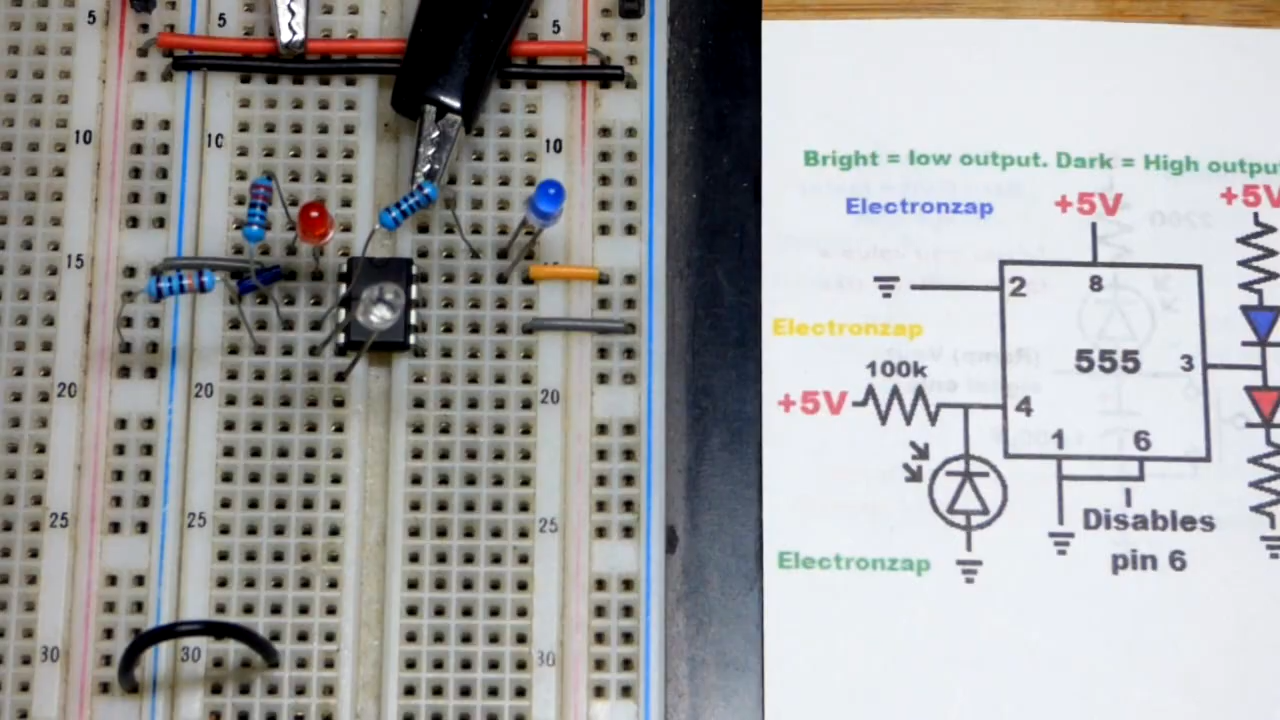 5
5
5
10
10
10
15
15
20
20
20
25
25
25
30
30
30
Bright = low output. Dark = High outpu
Electronzap
+5V
+5V
2
8
Electronzap
555
3
100k
+5V
4
1
6
Disables
pin 6
Electronzap